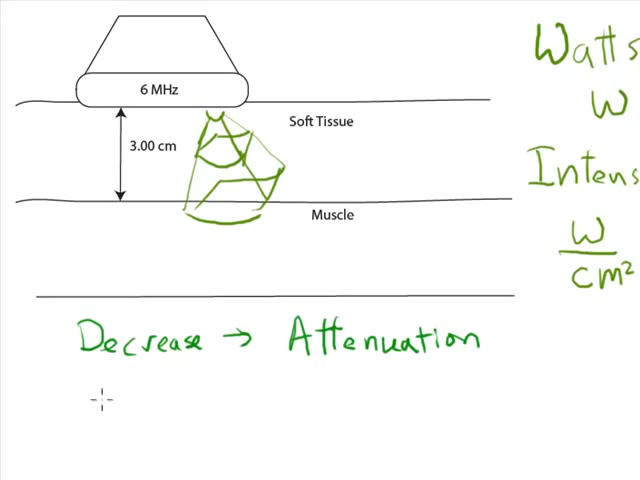 6 MHz
Soft Tissue
3.00 cm
Muscle
Watts
W
Intens
W
cm²
Decrease → Attenuation